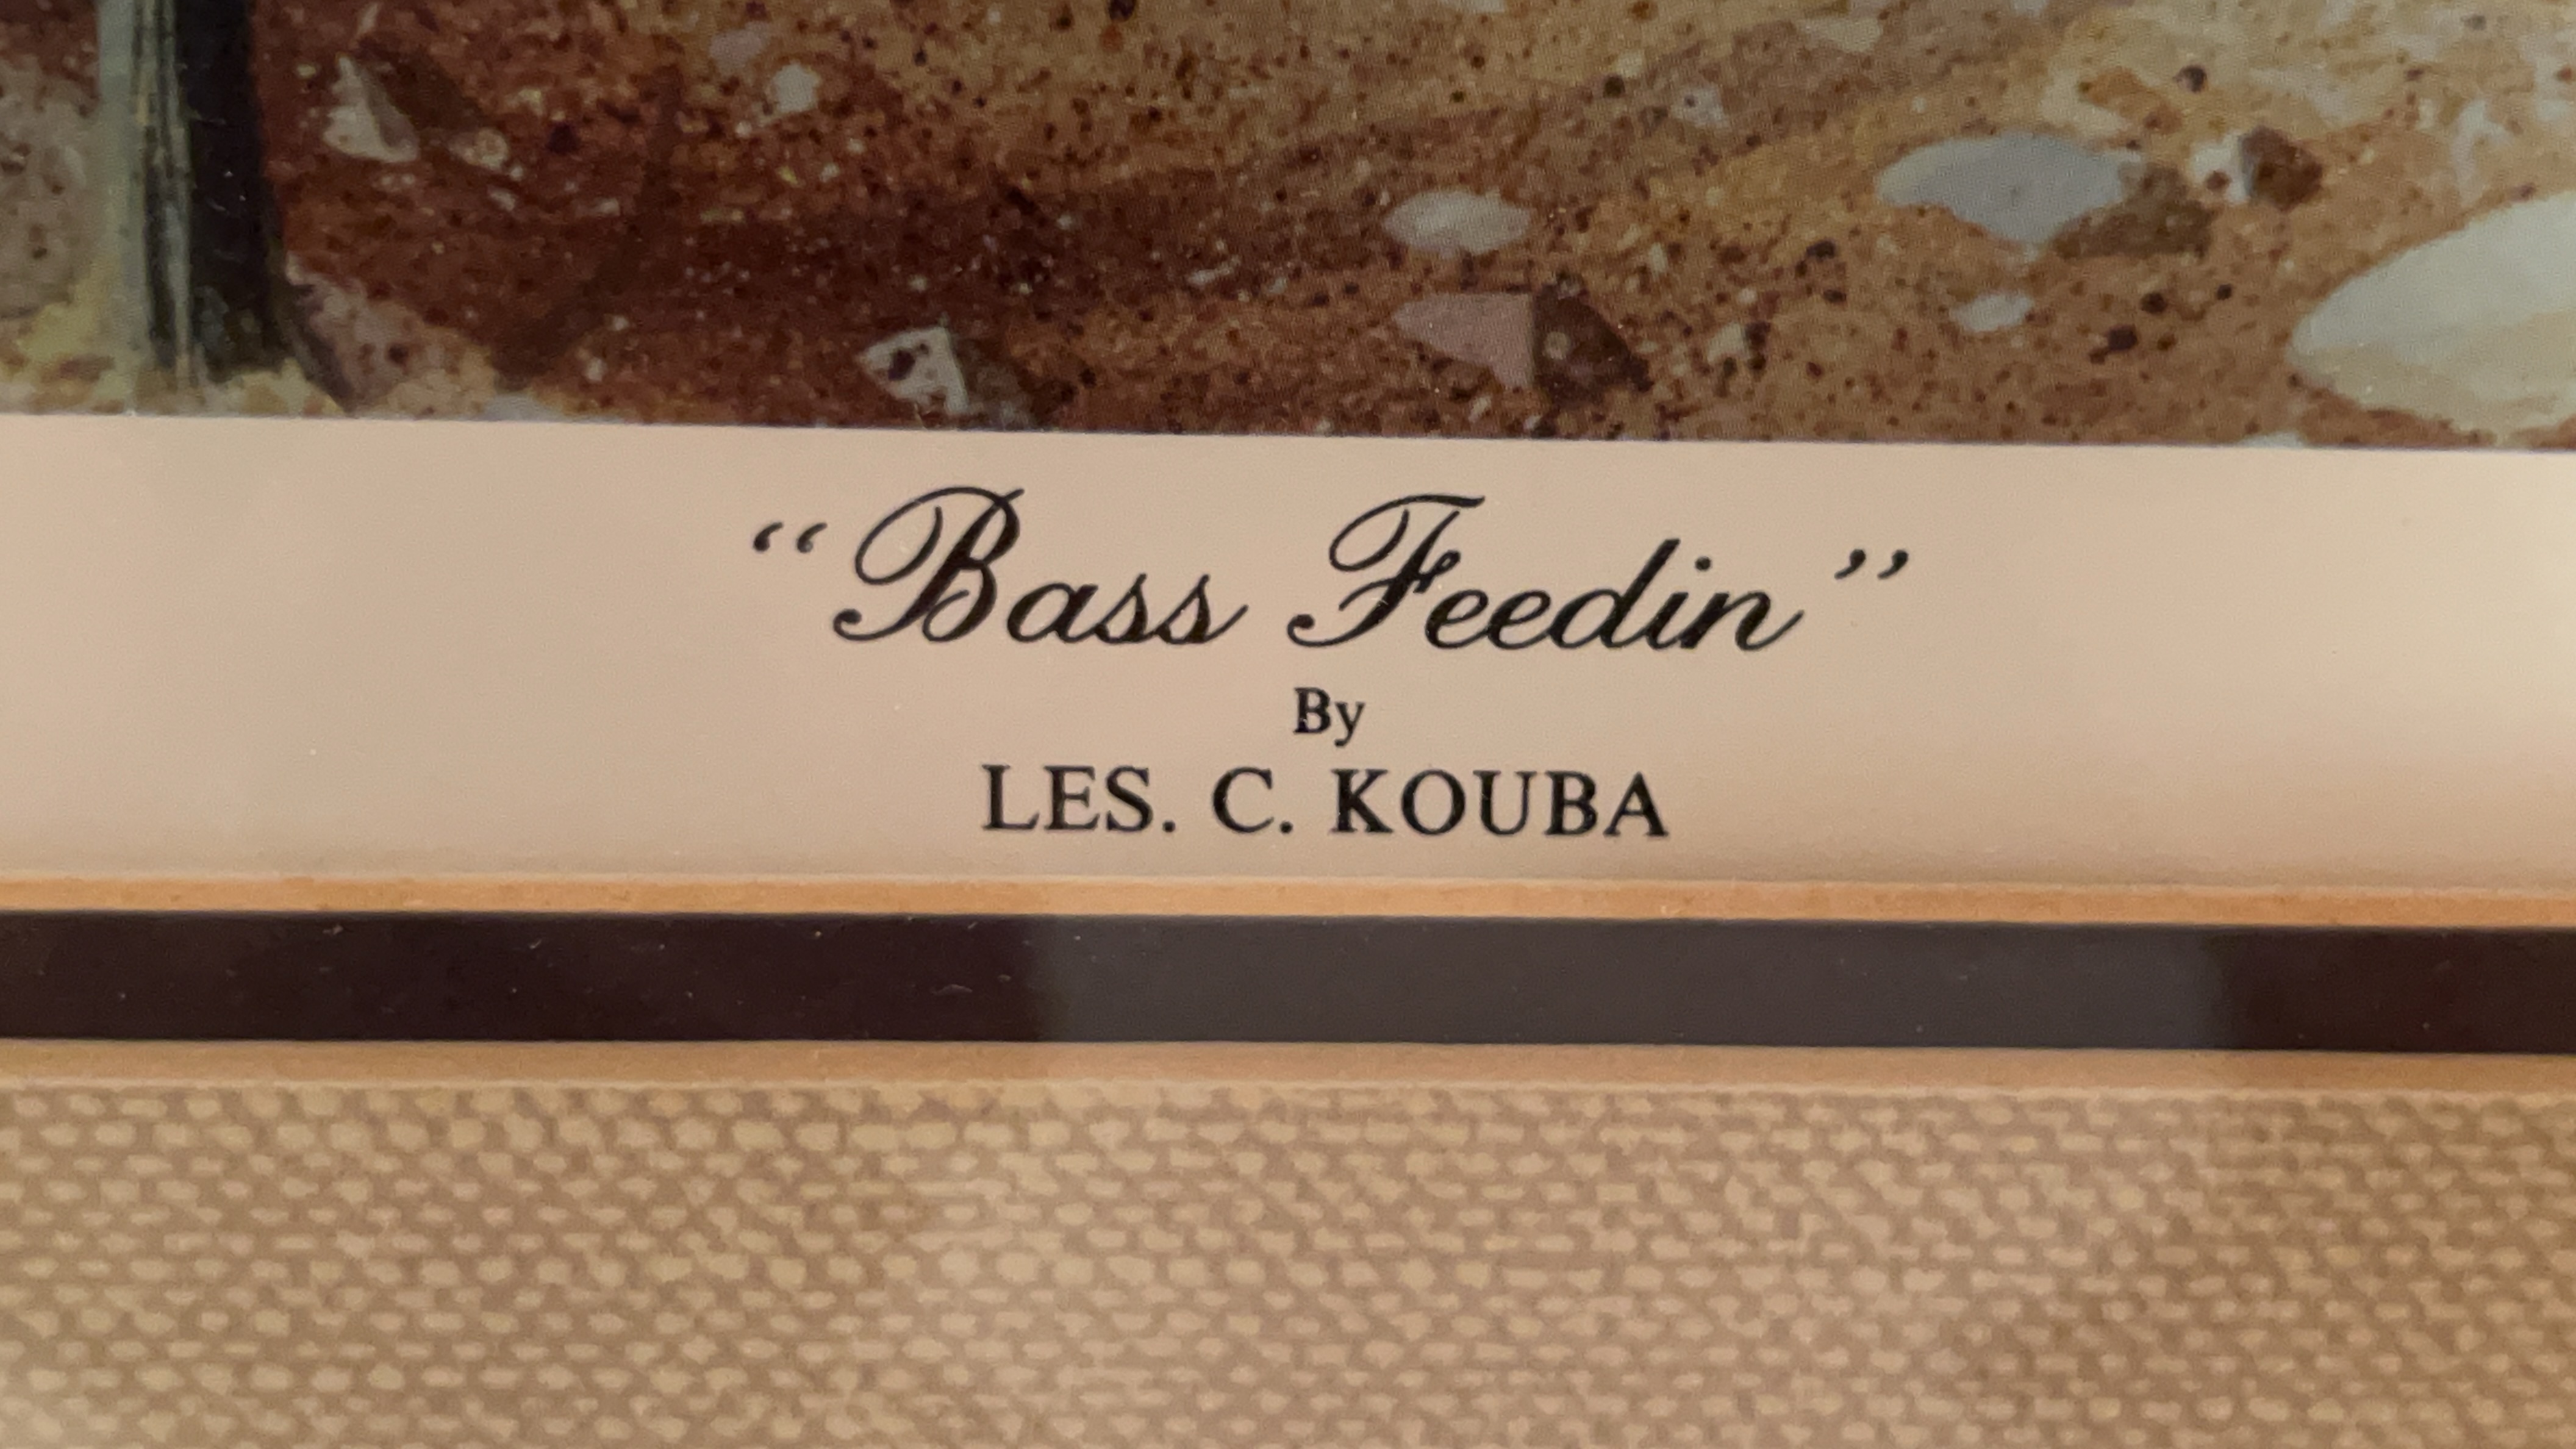 “Bass Feedin”
By
LES. C. KOUBA